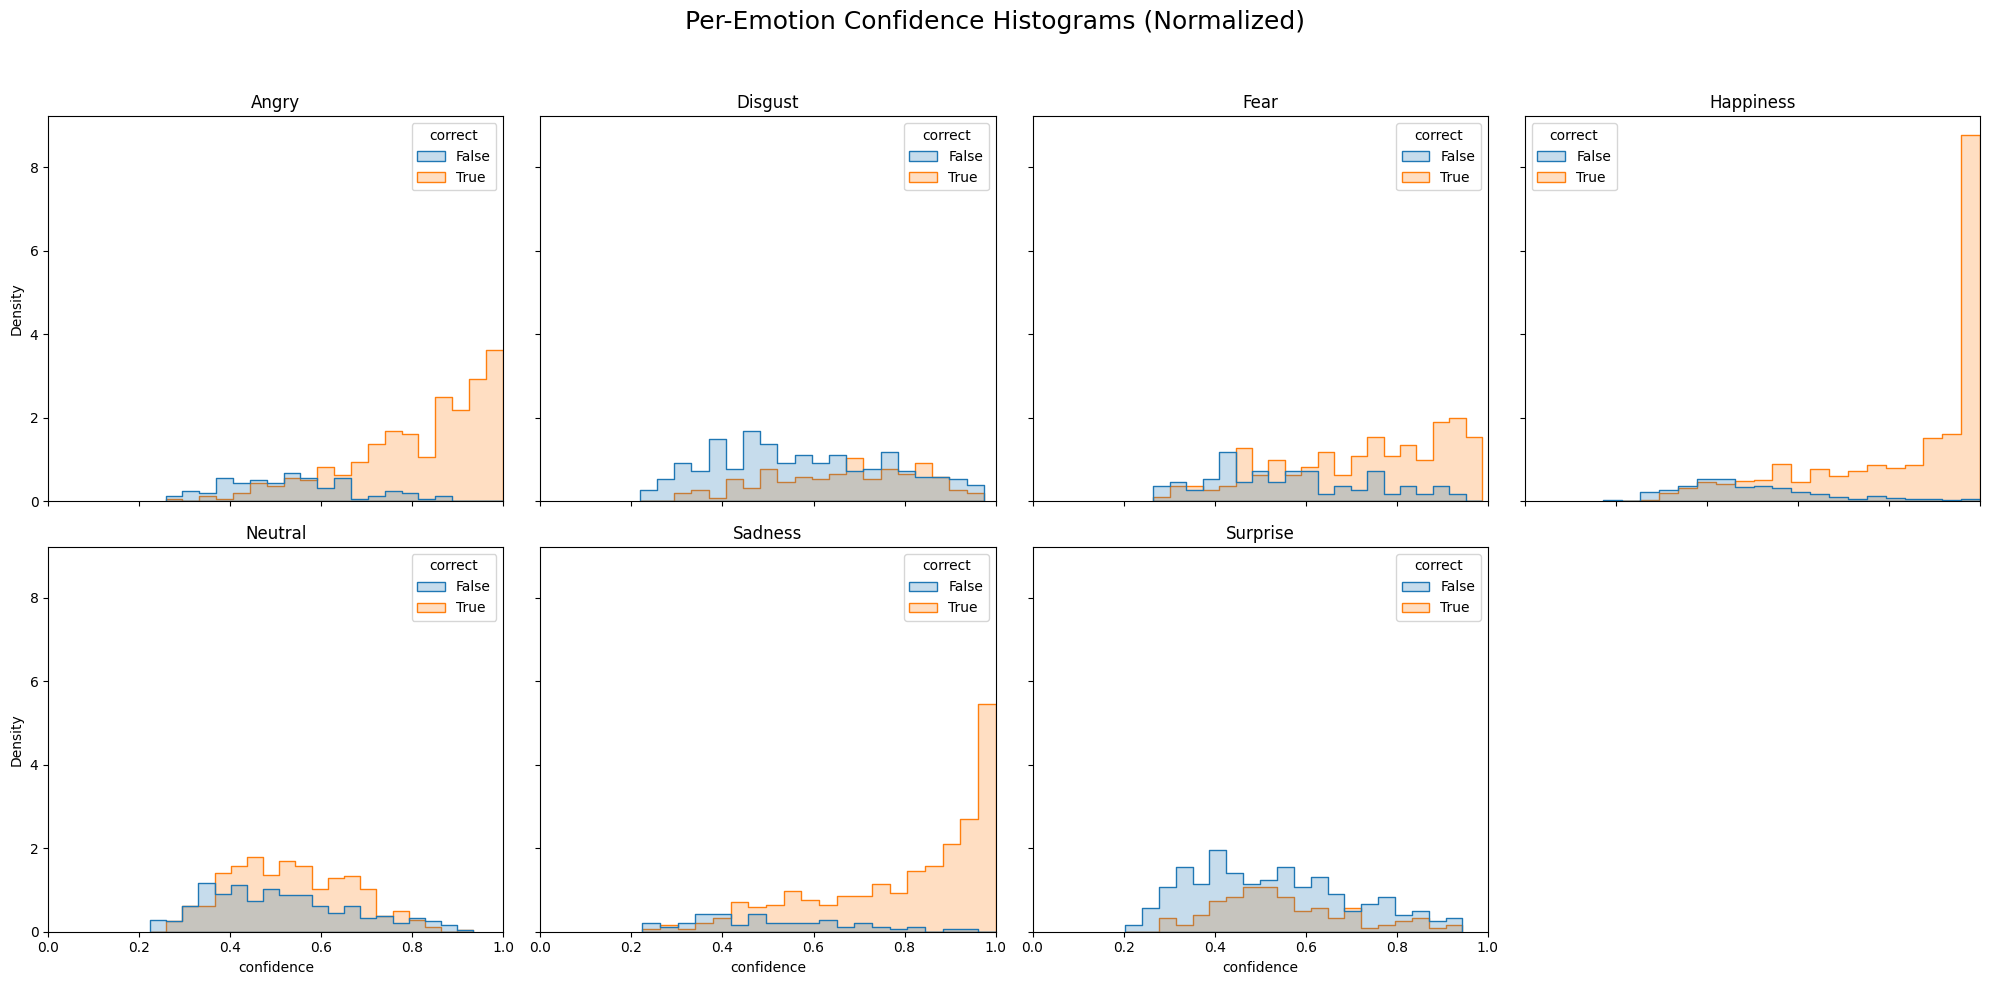 Per-Emotion Confidence Histograms (Normalized)
Angry
correct
False
True
8
6
4
2
0
Density
Disgust
correct
False
True
Fear
correct
False
True
Happiness
correct
False
True
Neutral
correct
False
True
8
6
4
2
0
Density
0.0 0.2 0.4 0.6 0.8 1.0
confidence
Sadness
correct
False
True
0.0 0.2 0.4 0.6 0.8 1.0
confidence
Surprise
correct
False
True
0.0 0.2 0.4 0.6 0.8 1.0
confidence